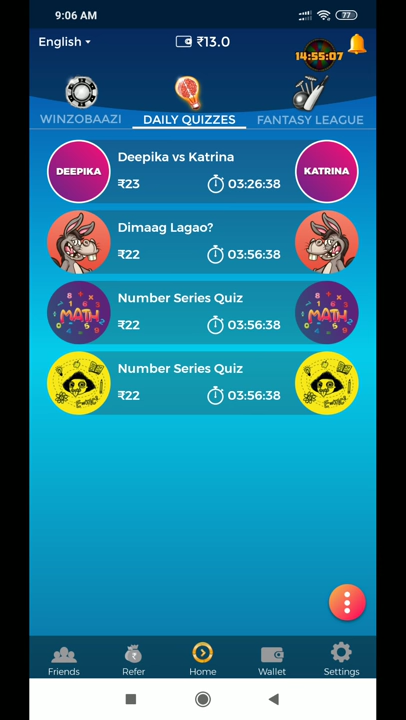 9:06 AM
77
English
₹13.0
14:55:07
WINZOBAAZI
DAILY QUIZZES
FANTASY LEAGUE
DEEPIKA
Deepika vs Katrina
₹23
03:26:38
KATRINA
Dimaag Lagao?
₹22
03:56:38
MATH
Number Series Quiz
₹22
03:56:38
MATH
Number Series Quiz
₹22
03:56:38
Friends
Refer
Home
Wallet
Settings